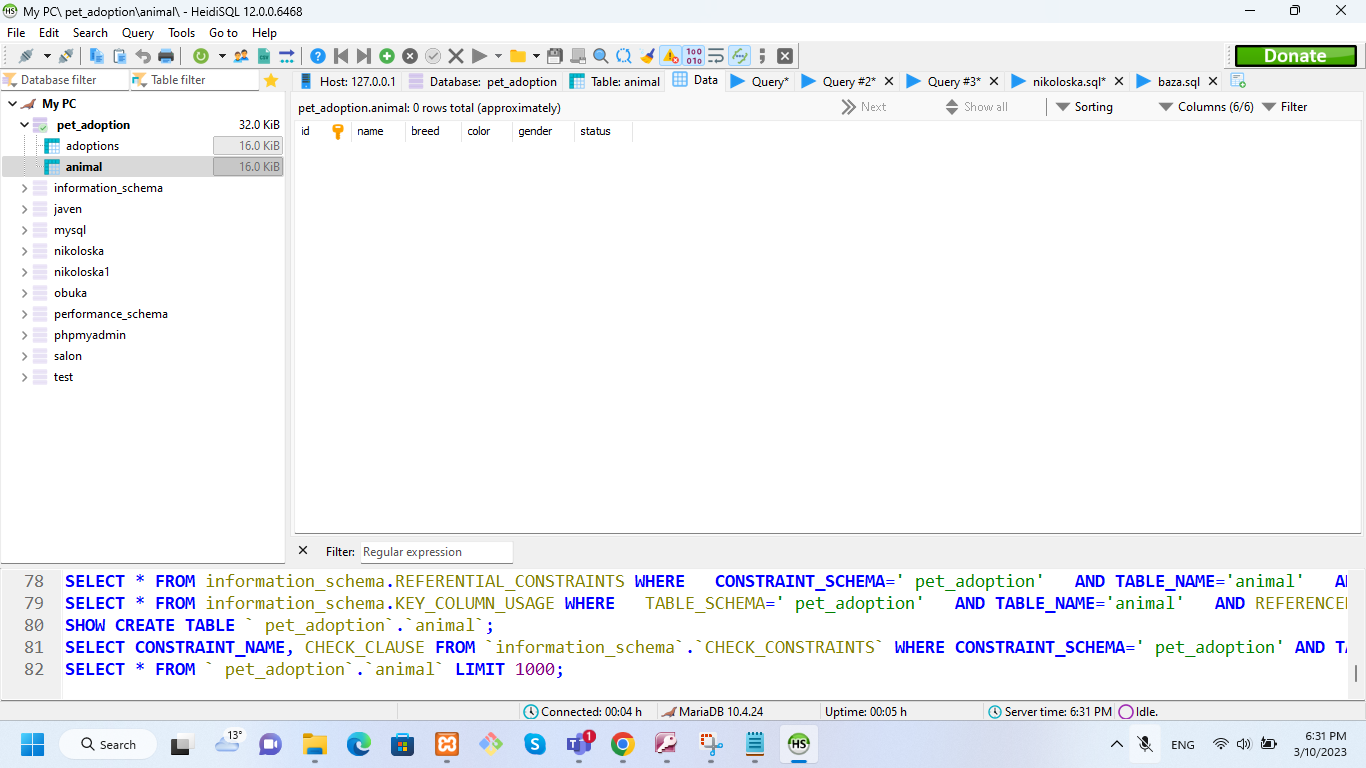 My PC\ pet_adoption\animal\ - HeidiSQL 12.0.0.6468
File Edit Search Query Tools Go to Help
Donate
Database filter Table filter
Host: 127.0.0.1 Database: pet_adoption Table: animal Data Query* Query #2* Query #3* nikoloska.sql* baza.sql
My PC
pet_adoption 32.0 KiB
adoptions 16.0 KiB
animal 16.0 KiB
information_schema
javen
mysql
nikoloska
nikoloska1
obuka
performance_schema
phpmyadmin
salon
test
pet_adoption.animal: 0 rows total (approximately) Next Show all Sorting Columns (6/6) Filter
id name breed color gender status
Filter: Regular expression
78 SELECT * FROM information_schema.REFERENTIAL_CONSTRAINTS WHERE CONSTRAINT_SCHEMA=' pet_adoption' AND TABLE_NAME='animal'
79 SELECT * FROM information_schema.KEY_COLUMN_USAGE WHERE TABLE_SCHEMA=' pet_adoption' AND TABLE_NAME='animal' AND
80 SHOW CREATE TABLE ` pet_adoption`.`animal`;
81 SELECT CONSTRAINT_NAME, CHECK_CLAUSE FROM `information_schema`.`CHECK_CONSTRAINTS` WHERE CONSTRAINT_SCHEMA=' pet_adoption' AND
82 SELECT * FROM ` pet_adoption`.`animal` LIMIT 1000;
Connected: 00:04 h MariaDB 10.4.24 Uptime: 00:05 h Server time: 6:31 PM Idle.
Search 13° 1 HS ENG 6:31 PM
3/10/2023